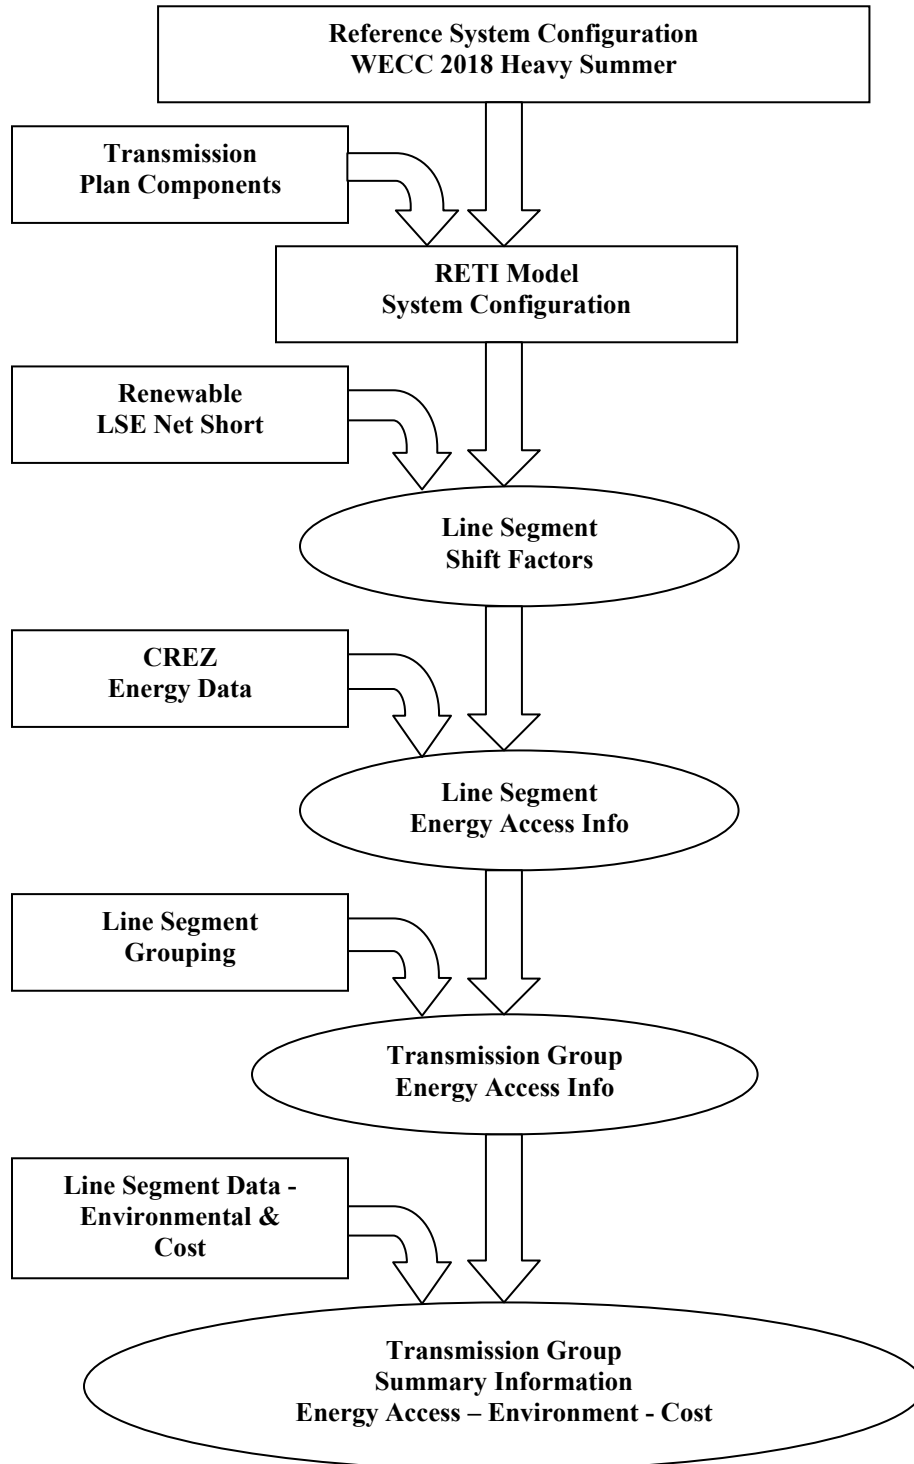 Reference System Configuration
WECC 2018 Heavy Summer
Transmission
Plan Components
RETI Model
System Configuration
Renewable
LSE Net Short
Line Segment
Shift Factors
CREZ
Energy Data
Line Segment
Energy Access Info
Line Segment
Grouping
Transmission Group
Energy Access Info
Line Segment Data -
Environmental &
Cost
Transmission Group
Summary Information
Energy Access – Environment - Cost